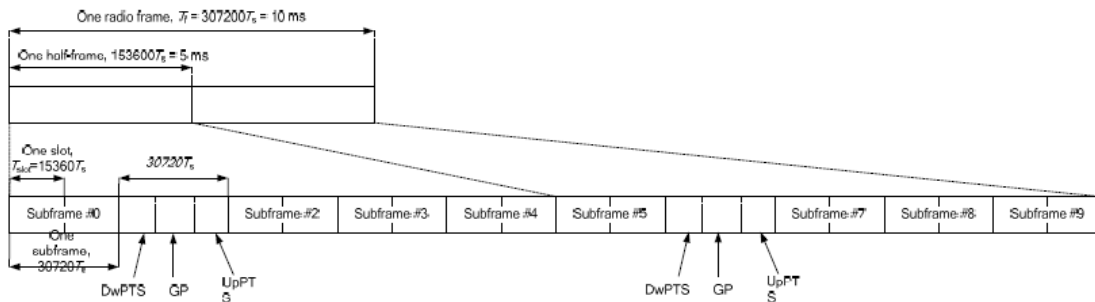 One radio frame, Tf = 307200Ts = 10 ms
One half-frame, 153600Ts = 5 ms
One slot,
Tslot=15360Ts
30720Ts
Subframe #0
Subframe #2
Subframe #3
Subframe #4
Subframe #5
Subframe #7
Subframe #8
Subframe #9
One
subframe,
30720Ts
DwPTS
GP
UpPT
S
DwPTS
GP
UpPT
S